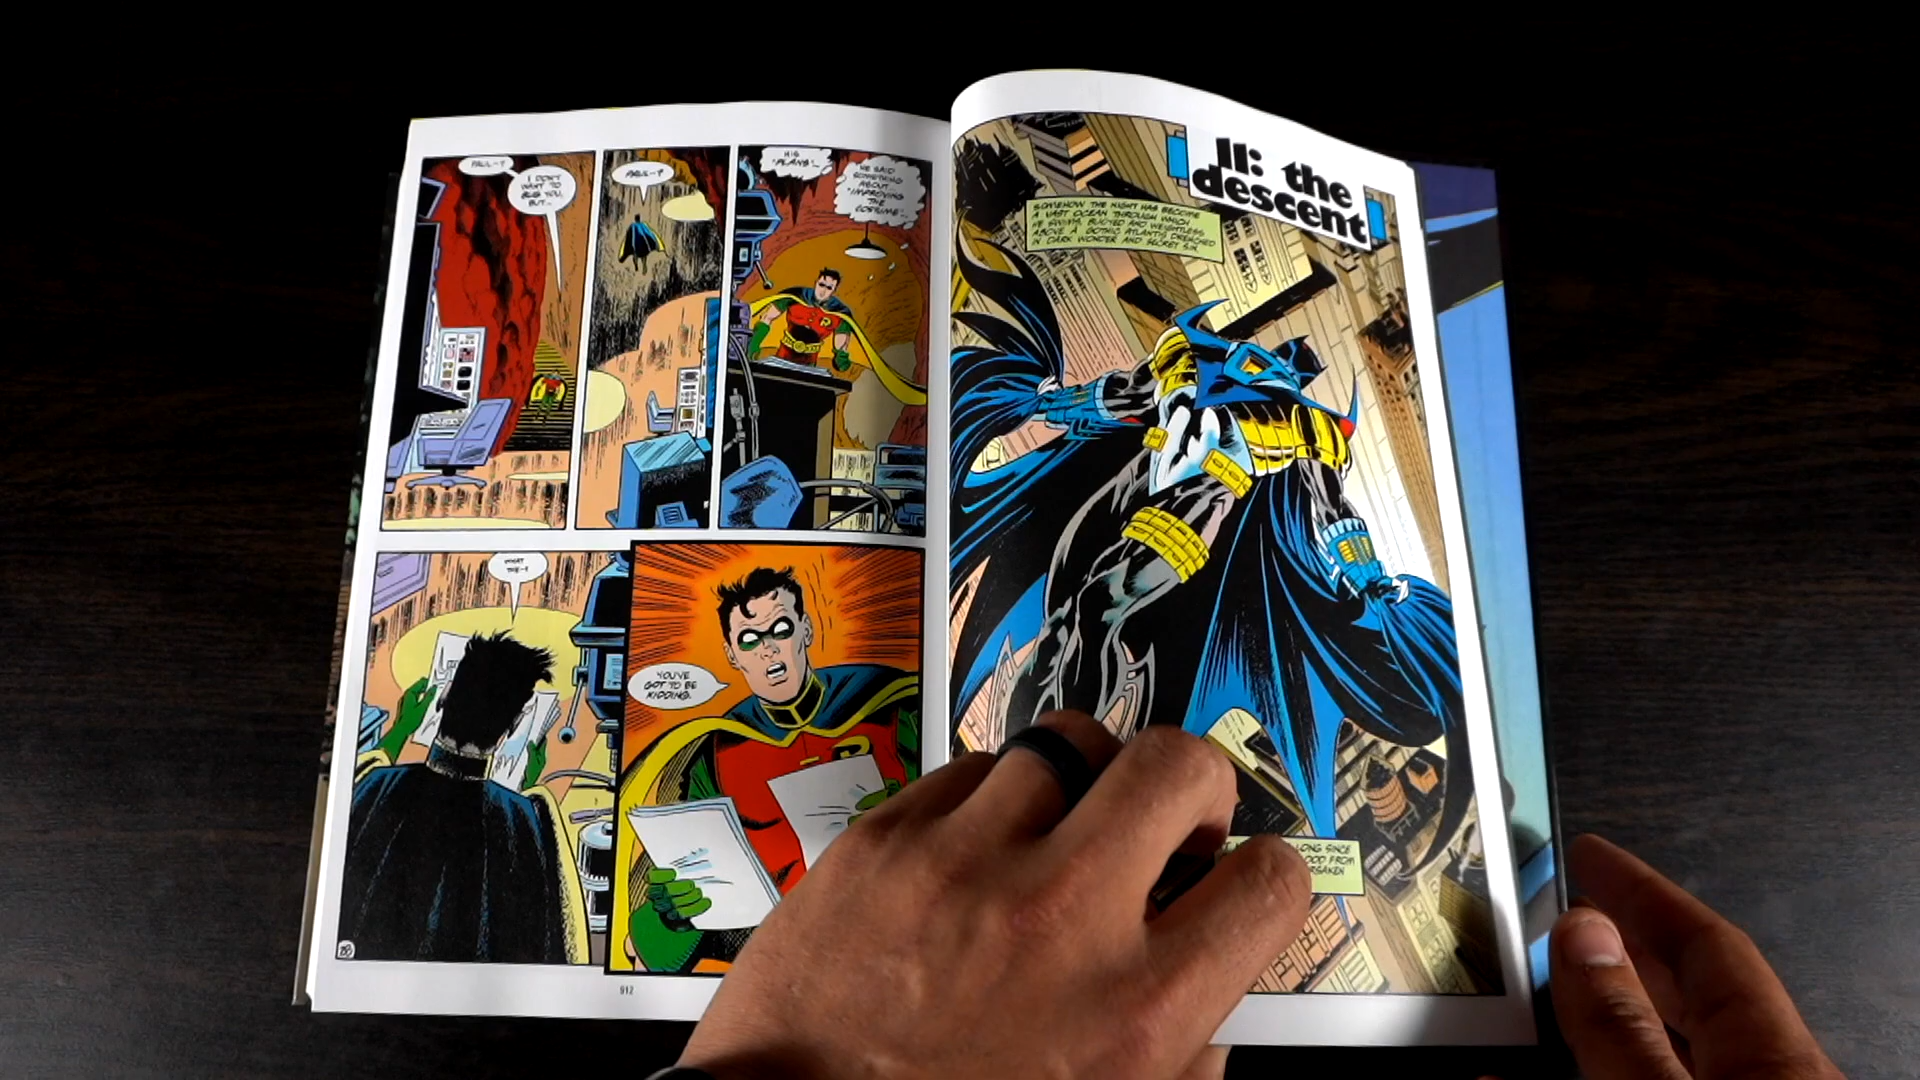 PAUL--?
I DON'T
WANT TO
BUG YOU,
BUT--
PAUL--?
HIS
"PLANS"...
HE SAID
SOMETHING
ABOUT
"IMPROVING
THE
COSTUME"...
WHAT
THE--?
YOU'VE
GOT TO BE
KIDDING.
912
II: the
descent
SOMEHOW THE NIGHT HAS BECOME
A VAST OCEAN THROUGH WHICH
HE SWIMS, BUOYED AND WEIGHTLESS
ABOVE A GOTHIC ATLANTIS DRENCHED
IN DARK WONDER AND SECRET SIN.
LONG SINCE
FROM